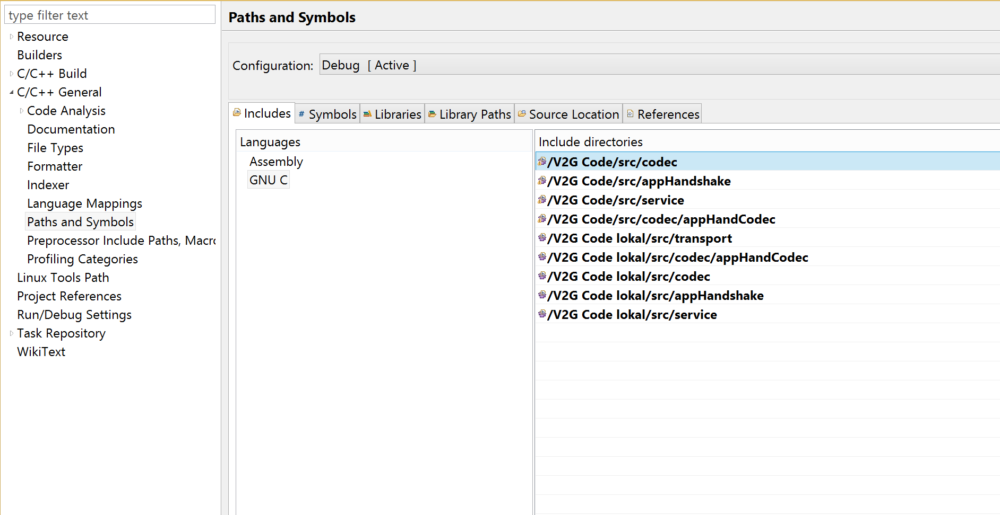 type filter text
Resource
Builders
C/C++ Build
C/C++ General
Code Analysis
Documentation
File Types
Formatter
Indexer
Language Mappings
Paths and Symbols
Preprocessor Include Paths, Macro
Profiling Categories
Linux Tools Path
Project References
Run/Debug Settings
Task Repository
WikiText
Paths and Symbols
Configuration: Debug [ Active ]
Includes # Symbols Libraries Library Paths Source Location References
Languages
Assembly
GNU C
Include directories
/V2G Code/src/codec
/V2G Code/src/appHandshake
/V2G Code/src/service
/V2G Code/src/codec/appHandCodec
/V2G Code lokal/src/transport
/V2G Code lokal/src/codec/appHandCodec
/V2G Code lokal/src/codec
/V2G Code lokal/src/appHandshake
/V2G Code lokal/src/service